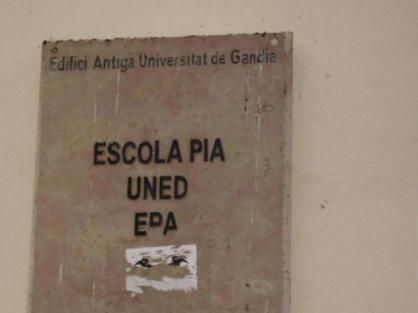 Edifici Antiga Universitat de Gandia
ESCOLA PIA
UNED
EPA